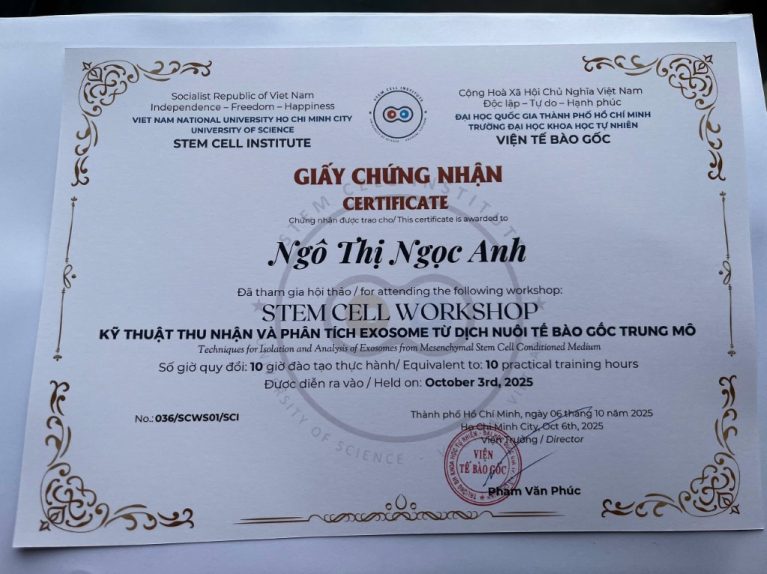 Socialist Republic of Viet Nam
Independence – Freedom – Happiness
VIET NAM NATIONAL UNIVERSITY HO CHI MINH CITY
UNIVERSITY OF SCIENCE
STEM CELL INSTITUTE
STEM CELL INSTITUTE
Cộng Hoà Xã Hội Chủ Nghĩa Việt Nam
Độc lập – Tự do – Hạnh phúc
ĐẠI HỌC QUỐC GIA THÀNH PHỐ HỒ CHÍ MINH
TRƯỜNG ĐẠI HỌC KHOA HỌC TỰ NHIÊN
VIỆN TẾ BÀO GỐC
GIẤY CHỨNG NHẬN
CERTIFICATE
Chứng nhận được trao cho/ This certificate is awarded to
Ngô Thị Ngọc Anh
Đã tham gia hội thảo / for attending the following workshop:
STEM CELL WORKSHOP
KỸ THUẬT THU NHẬN VÀ PHÂN TÍCH EXOSOME TỪ DỊCH NUÔI TẾ BÀO GỐC TRUNG MÔ
Techniques for Isolation and Analysis of Exosomes from Mesenchymal Stem Cell Conditioned Medium
Số giờ quy đổi: 10 giờ đào tạo thực hành/ Equivalent to: 10 practical training hours
Được diễn ra vào / Held on: October 3rd, 2025
No.: 036/SCWS01/SCI
Thành phố Hồ Chí Minh, ngày 06 tháng 10 năm 2025
Ho Chi Minh City, Oct 6th, 2025
Viện Trưởng / Director
VIỆN
TẾ BÀO GỐC
Phạm Văn Phúc